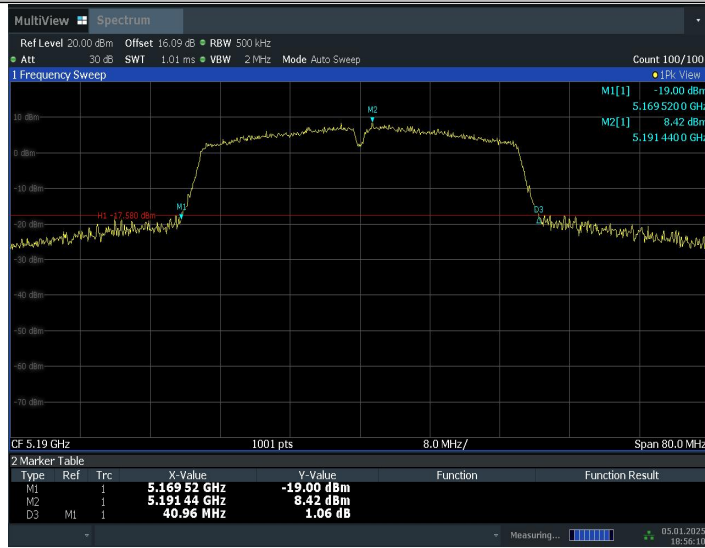 MultiView Spectrum
Ref Level 20.00 dBm Offset 16.09 dB RBW 500 kHz
Att 30 dB SWT 1.01 ms VBW 2 MHz Mode Auto Sweep Count 100/100
1 Frequency Sweep 1Pk View
M1[1] -19.00 dBm
5.169 520 0 GHz
M2[1] 8.42 dBm
5.191 440 0 GHz
M2
10 dBm
0 dBm
-10 dBm
M1
D3
H1 -17.580 dBm
-20 dBm
-30 dBm
-40 dBm
-50 dBm
-60 dBm
-70 dBm
CF 5.19 GHz 1001 pts 8.0 MHz/ Span 80.0 MHz
2 Marker Table
Type Ref Trc X-Value Y-Value Function Function Result
M1 1 5.169 52 GHz -19.00 dBm
M2 1 5.191 44 GHz 8.42 dBm
D3 M1 1 40.96 MHz 1.06 dB
Measuring... 05.01.2025
18:56:10